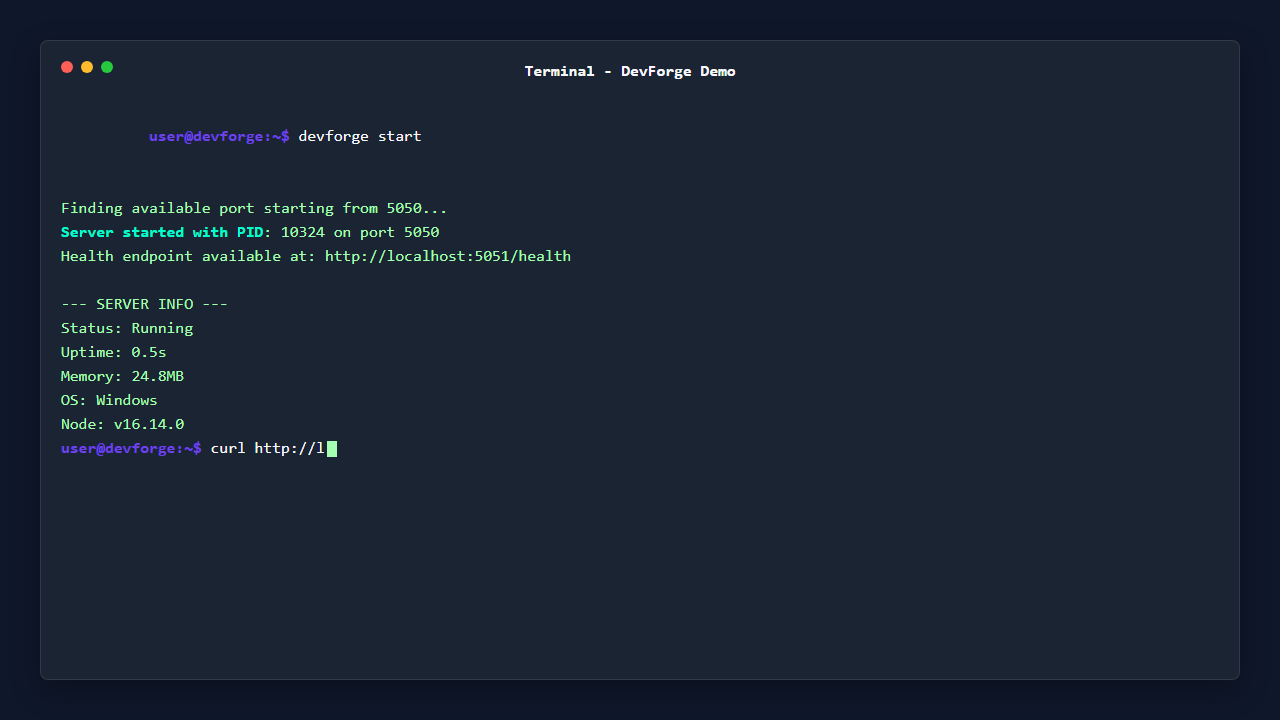 Terminal - DevForge Demo
user@devforge:~$ devforge start
Finding available port starting from 5050...
Server started with PID: 10324 on port 5050
Health endpoint available at: http://localhost:5051/health
--- SERVER INFO ---
Status: Running
Uptime: 0.5s
Memory: 24.8MB
OS: Windows
Node: v16.14.0
user@devforge:~$ curl http://l